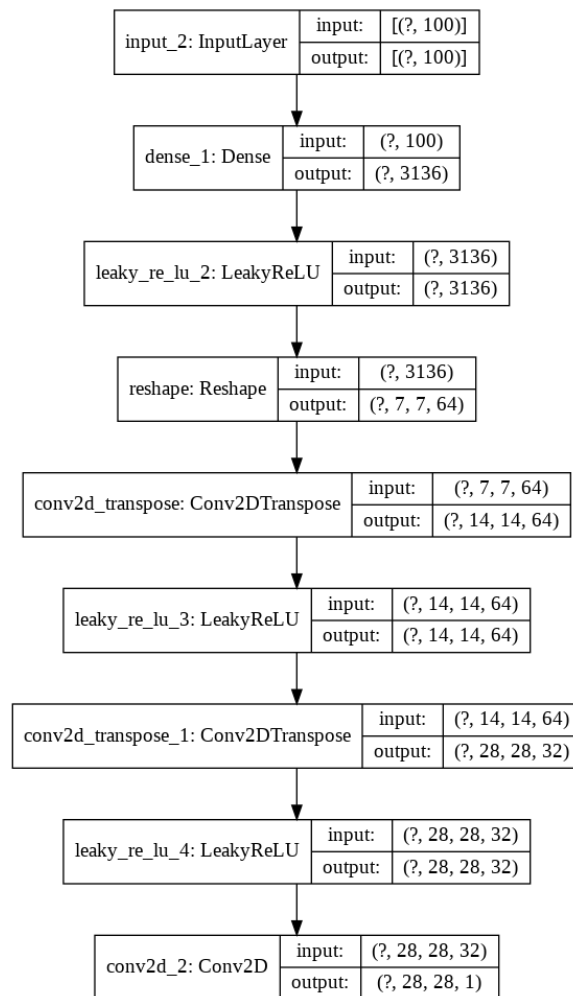 input_2: InputLayer
input:
[(?, 100)]
output:
[(?, 100)]
dense_1: Dense
input:
(?, 100)
output:
(?, 3136)
leaky_re_lu_2: LeakyReLU
input:
(?, 3136)
output:
(?, 3136)
reshape: Reshape
input:
(?, 3136)
output:
(?, 7, 7, 64)
conv2d_transpose: Conv2DTranspose
input:
(?, 7, 7, 64)
output:
(?, 14, 14, 64)
leaky_re_lu_3: LeakyReLU
input:
(?, 14, 14, 64)
output:
(?, 14, 14, 64)
conv2d_transpose_1: Conv2DTranspose
input:
(?, 14, 14, 64)
output:
(?, 28, 28, 32)
leaky_re_lu_4: LeakyReLU
input:
(?, 28, 28, 32)
output:
(?, 28, 28, 32)
conv2d_2: Conv2D
input:
(?, 28, 28, 32)
output:
(?, 28, 28, 1)